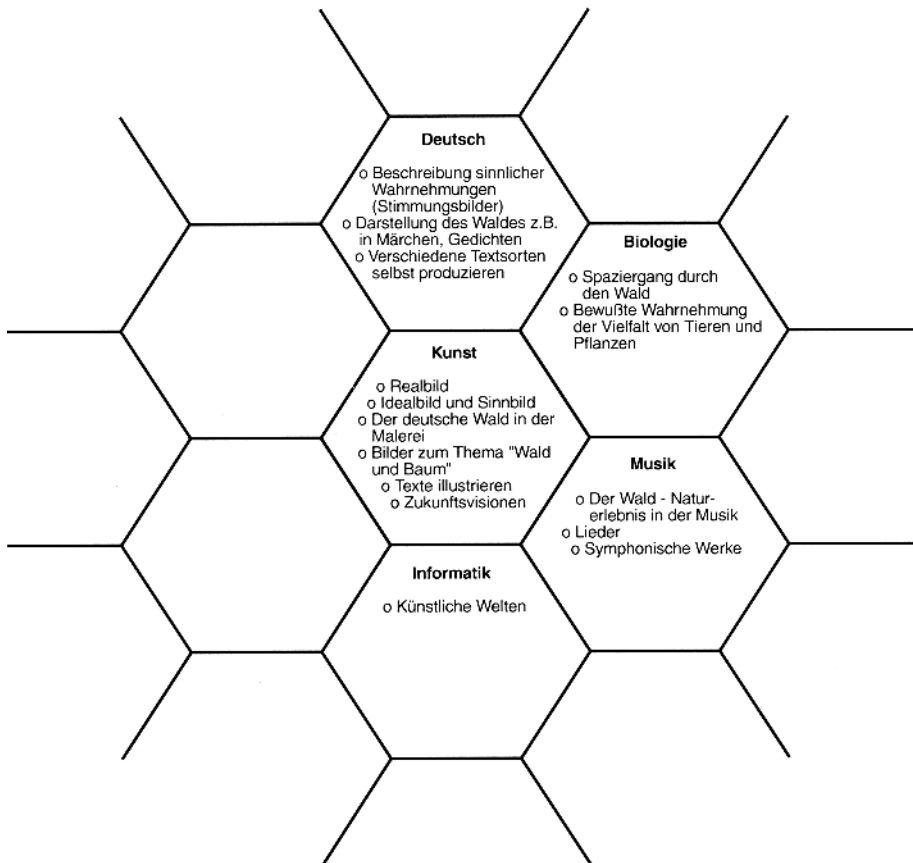 Deutsch
o Beschreibung sinnlicher
Wahrnehmungen
(Stimmungsbilder)
o Darstellung des Waldes z.B.
in Märchen, Gedichten
o Verschiedene Textsorten
selbst produzieren
Biologie
o Spaziergang durch
den Wald
o Bewußte Wahrnehmung
der Vielfalt von Tieren und
Pflanzen
Kunst
o Realbild
o Idealbild und Sinnbild
o Der deutsche Wald in der
Malerei
o Bilder zum Thema "Wald
und Baum"
o Texte illustrieren
o Zukunftsvisionen
Musik
o Der Wald - Natur-
erlebnis in der Musik
o Lieder
o Symphonische Werke
Informatik
o Künstliche Welten